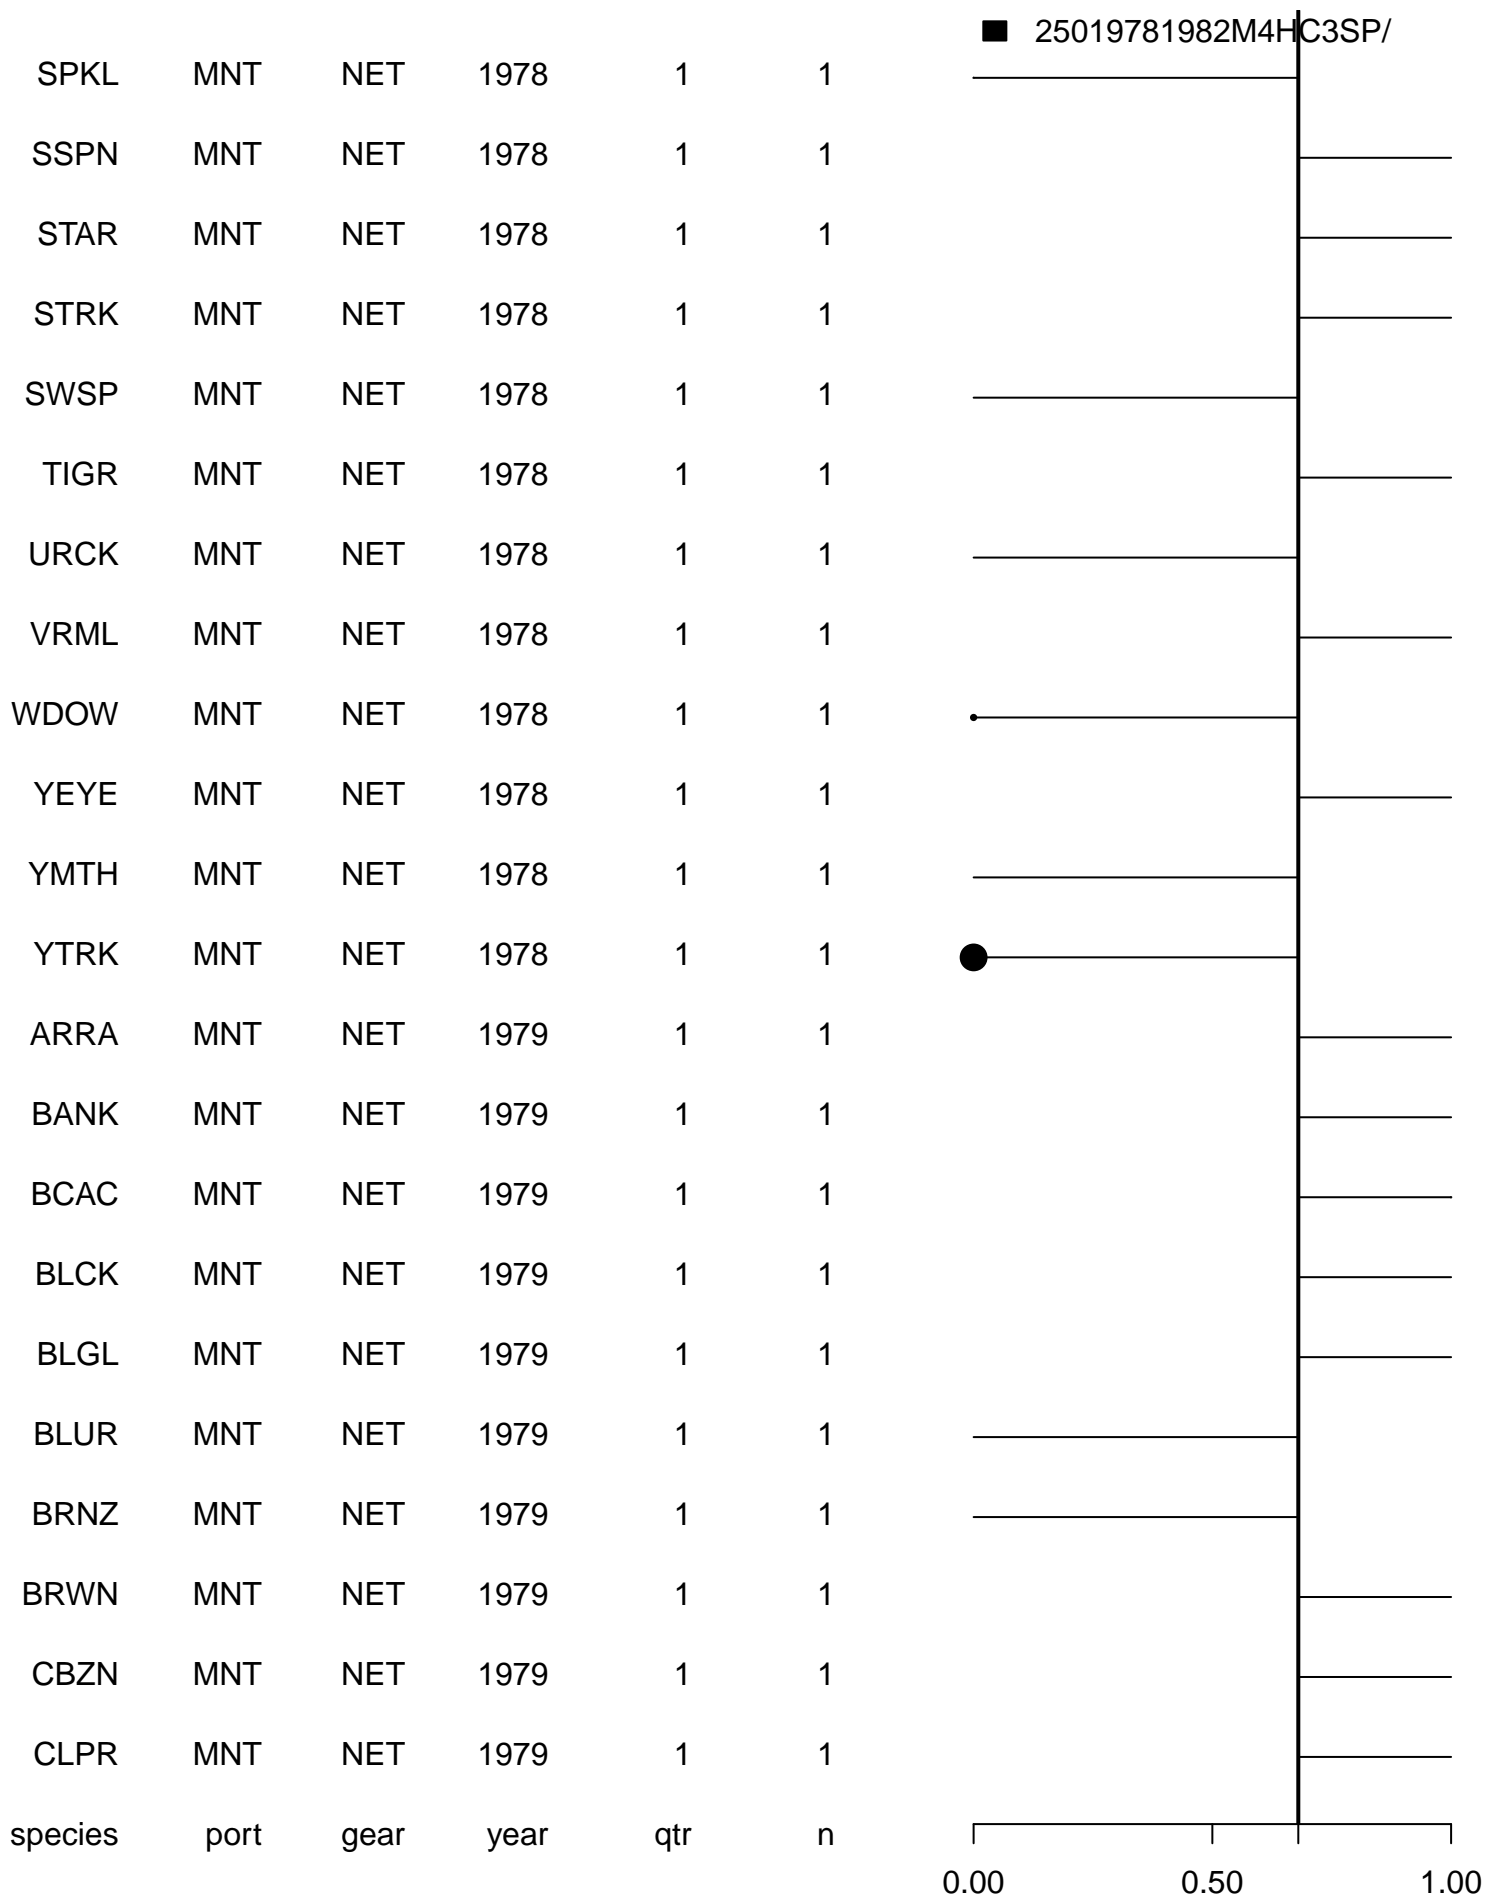 25019781982M4HC3SP/
SPKL MNT NET 1978 1 1
SSPN MNT NET 1978 1 1
STAR MNT NET 1978 1 1
STRK MNT NET 1978 1 1
SWSP MNT NET 1978 1 1
TIGR MNT NET 1978 1 1
URCK MNT NET 1978 1 1
VRML MNT NET 1978 1 1
WDOW MNT NET 1978 1 1
YEYE MNT NET 1978 1 1
YMTH MNT NET 1978 1 1
YTRK MNT NET 1978 1 1
ARRA MNT NET 1979 1 1
BANK MNT NET 1979 1 1
BCAC MNT NET 1979 1 1
BLCK MNT NET 1979 1 1
BLGL MNT NET 1979 1 1
BLUR MNT NET 1979 1 1
BRNZ MNT NET 1979 1 1
BRWN MNT NET 1979 1 1
CBZN MNT NET 1979 1 1
CLPR MNT NET 1979 1 1
species port gear year qtr n
0.00 0.50 1.00